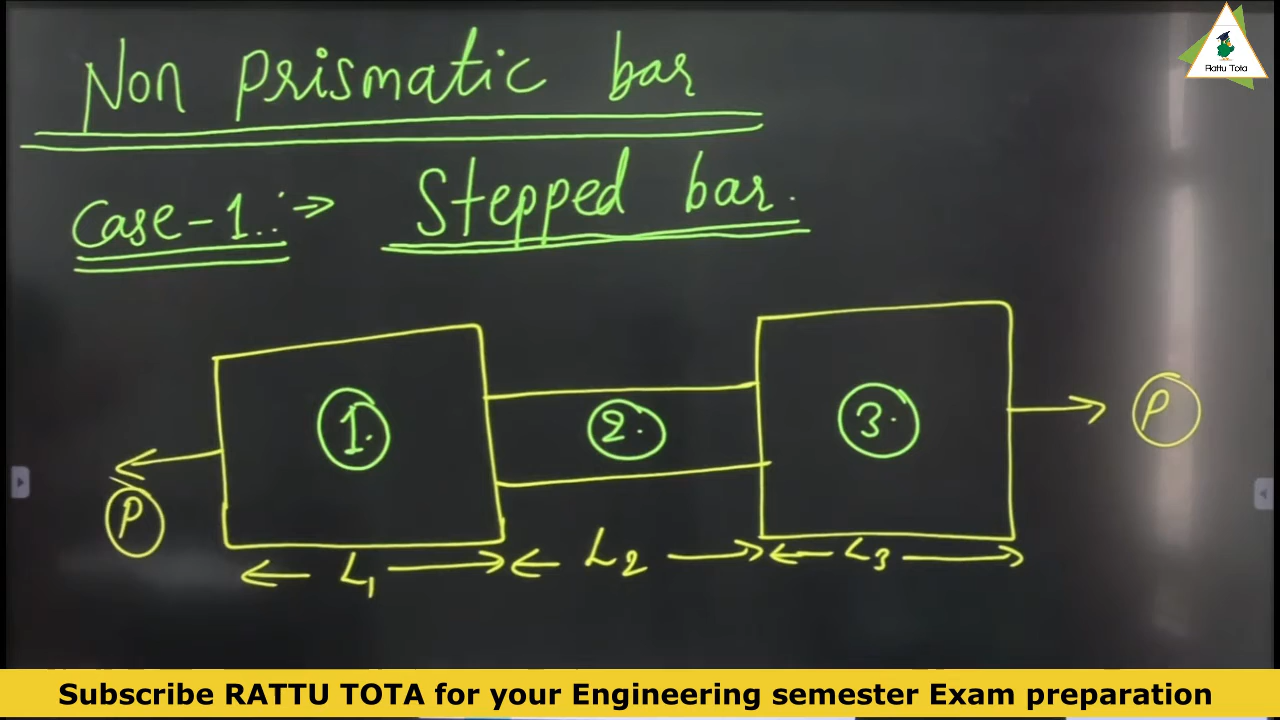 Non prismatic bar
Case-1.:→ Stepped bar.
1. 2. 3.
P P
L1 L2 L3
Rattu Tota
Subscribe RATTU TOTA for your Engineering semester Exam preparation